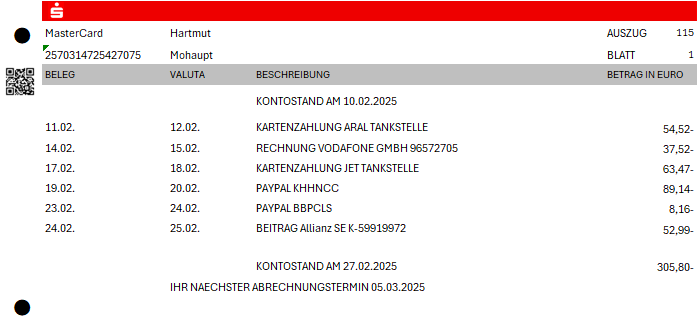 MasterCard Hartmut AUSZUG 115
2570314725427075 Mohaupt BLATT 1
BELEG VALUTA BESCHREIBUNG BETRAG IN EURO
KONTOSTAND AM 10.02.2025
11.02. 12.02. KARTENZAHLUNG ARAL TANKSTELLE 54,52-
14.02. 15.02. RECHNUNG VODAFONE GMBH 96572705 37,52-
17.02. 18.02. KARTENZAHLUNG JET TANKSTELLE 63,47-
19.02. 20.02. PAYPAL KHHNCC 89,14-
23.02. 24.02. PAYPAL BBPCLS 8,16-
24.02. 25.02. BEITRAG Allianz SE K-59919972 52,99-
KONTOSTAND AM 27.02.2025 305,80-
IHR NAECHSTER ABRECHNUNGSTERMIN 05.03.2025